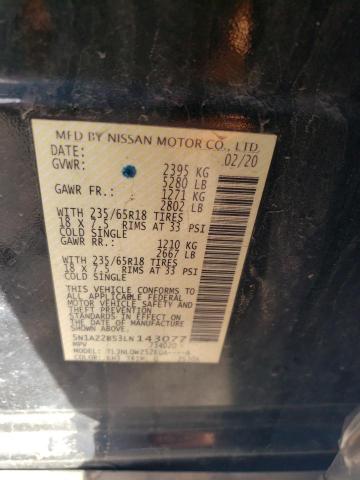 MFD BY NISSAN MOTOR CO., LTD.
DATE: 02/20
GVWR: 2395 KG
5280 LB
GAWR FR.: 1271 KG
2802 LB
WITH 235/65R18 TIRES
18 X 7.5 RIMS AT 33 PSI
COLD SINGLE
GAWR RR.: 1210 KG
2667 LB
WITH 235/65R18 TIRES
18 X 7.5 RIMS AT 33 PSI
COLD SINGLE
THIS VEHICLE CONFORMS TO ALL
APPLICABLE FEDERAL MOTOR
VEHICLE SAFETY, BUMPER, AND
THEFT PREVENTION STANDARDS
IN EFFECT ON THE DATE OF
MANUFACTURE SHOWN ABOVE.
5N1AZ2BS3LN143077
MPV
MODEL:
COLOR: TRIM: G